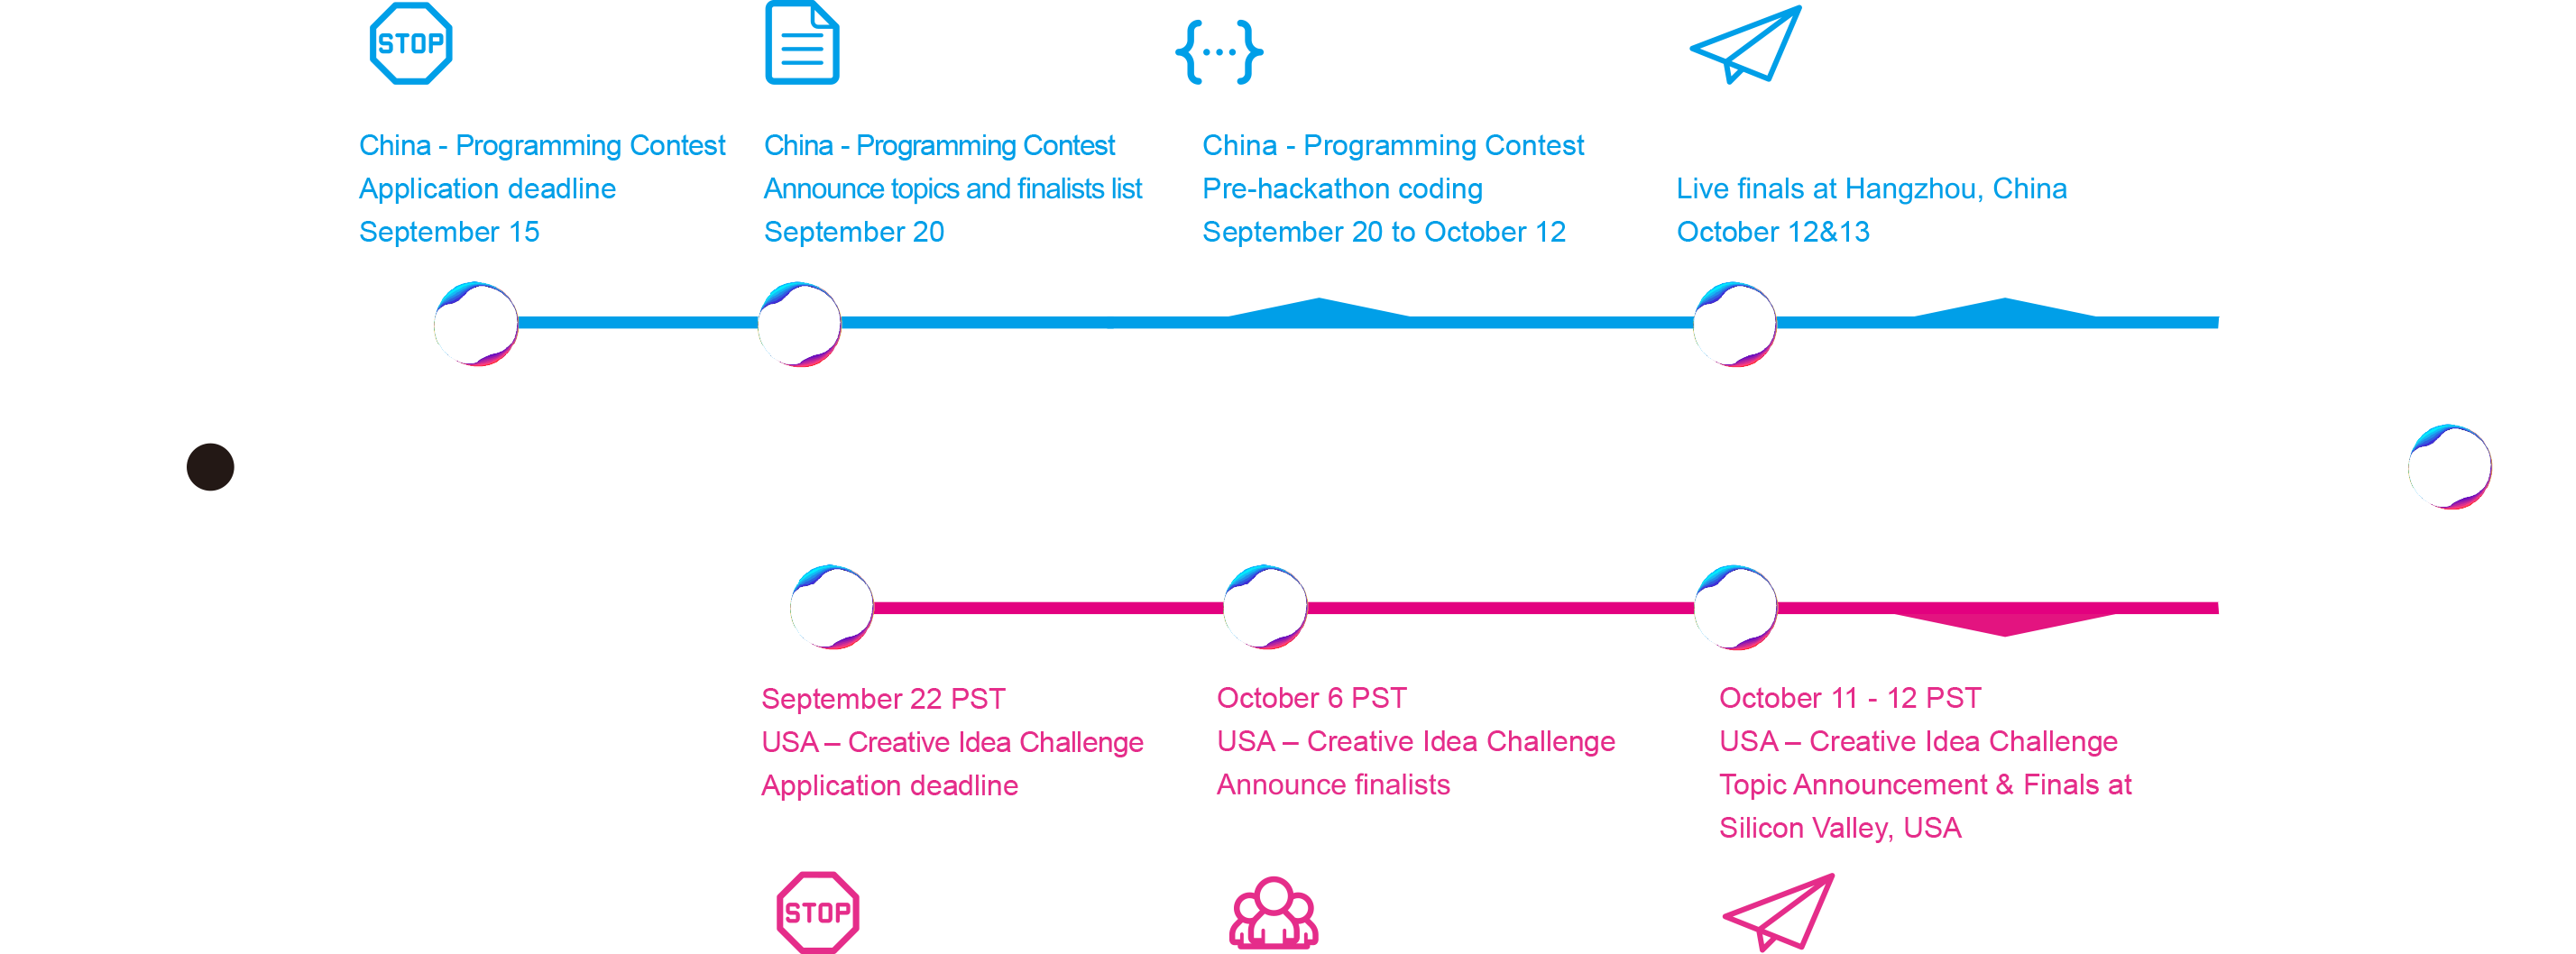 STOP
China - Programming Contest
Application deadline
September 15
China - Programming Contest
Announce topics and finalists list
September 20
{···}
China - Programming Contest
Pre-hackathon coding
September 20 to October 12
Live finals at Hangzhou, China
October 12&13
September 22 PST
USA – Creative Idea Challenge
Application deadline
STOP
October 6 PST
USA – Creative Idea Challenge
Announce finalists
October 11 - 12 PST
USA – Creative Idea Challenge
Topic Announcement & Finals at
Silicon Valley, USA